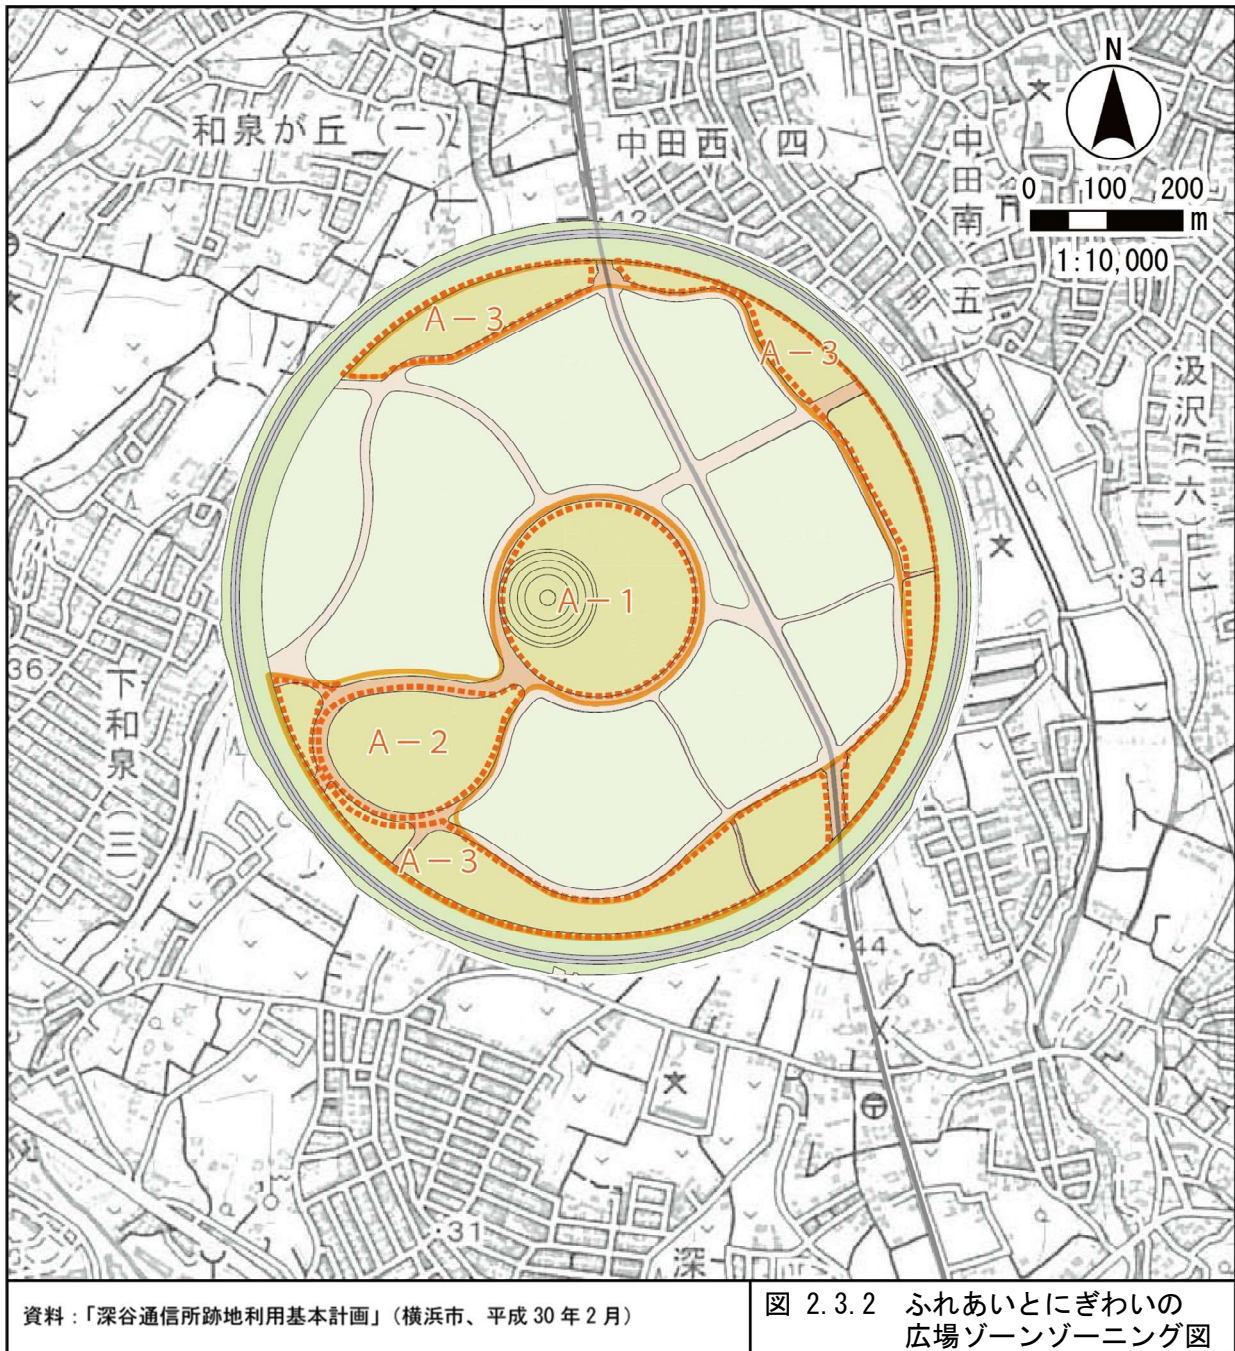 和泉が丘(一)
中田西(四)
中田南(五)
N
0 100 200
m
1:10,000
汲沢(六)
42
A-3
A-3
A-1
34
36
下和泉(三)
A-2
A-3
44
31
深
資料:「深谷通信所跡地利用基本計画」(横浜市、平成30年2月)
図 2.3.2 ふれあいとにぎわいの
広場ゾーンゾーニング図